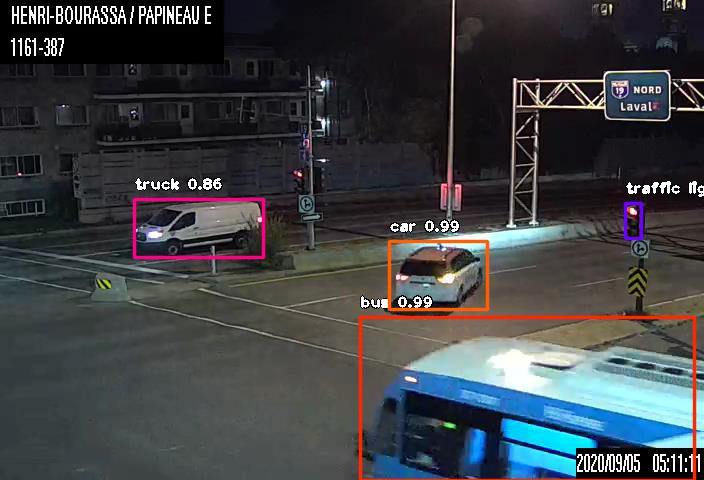 HENRI-BOURASSA / PAPINEAU E
1161-387
19 NORD
Laval
truck 0.86
traffic lig
car 0.99
bus 0.99
2020/09/05 05:11:11